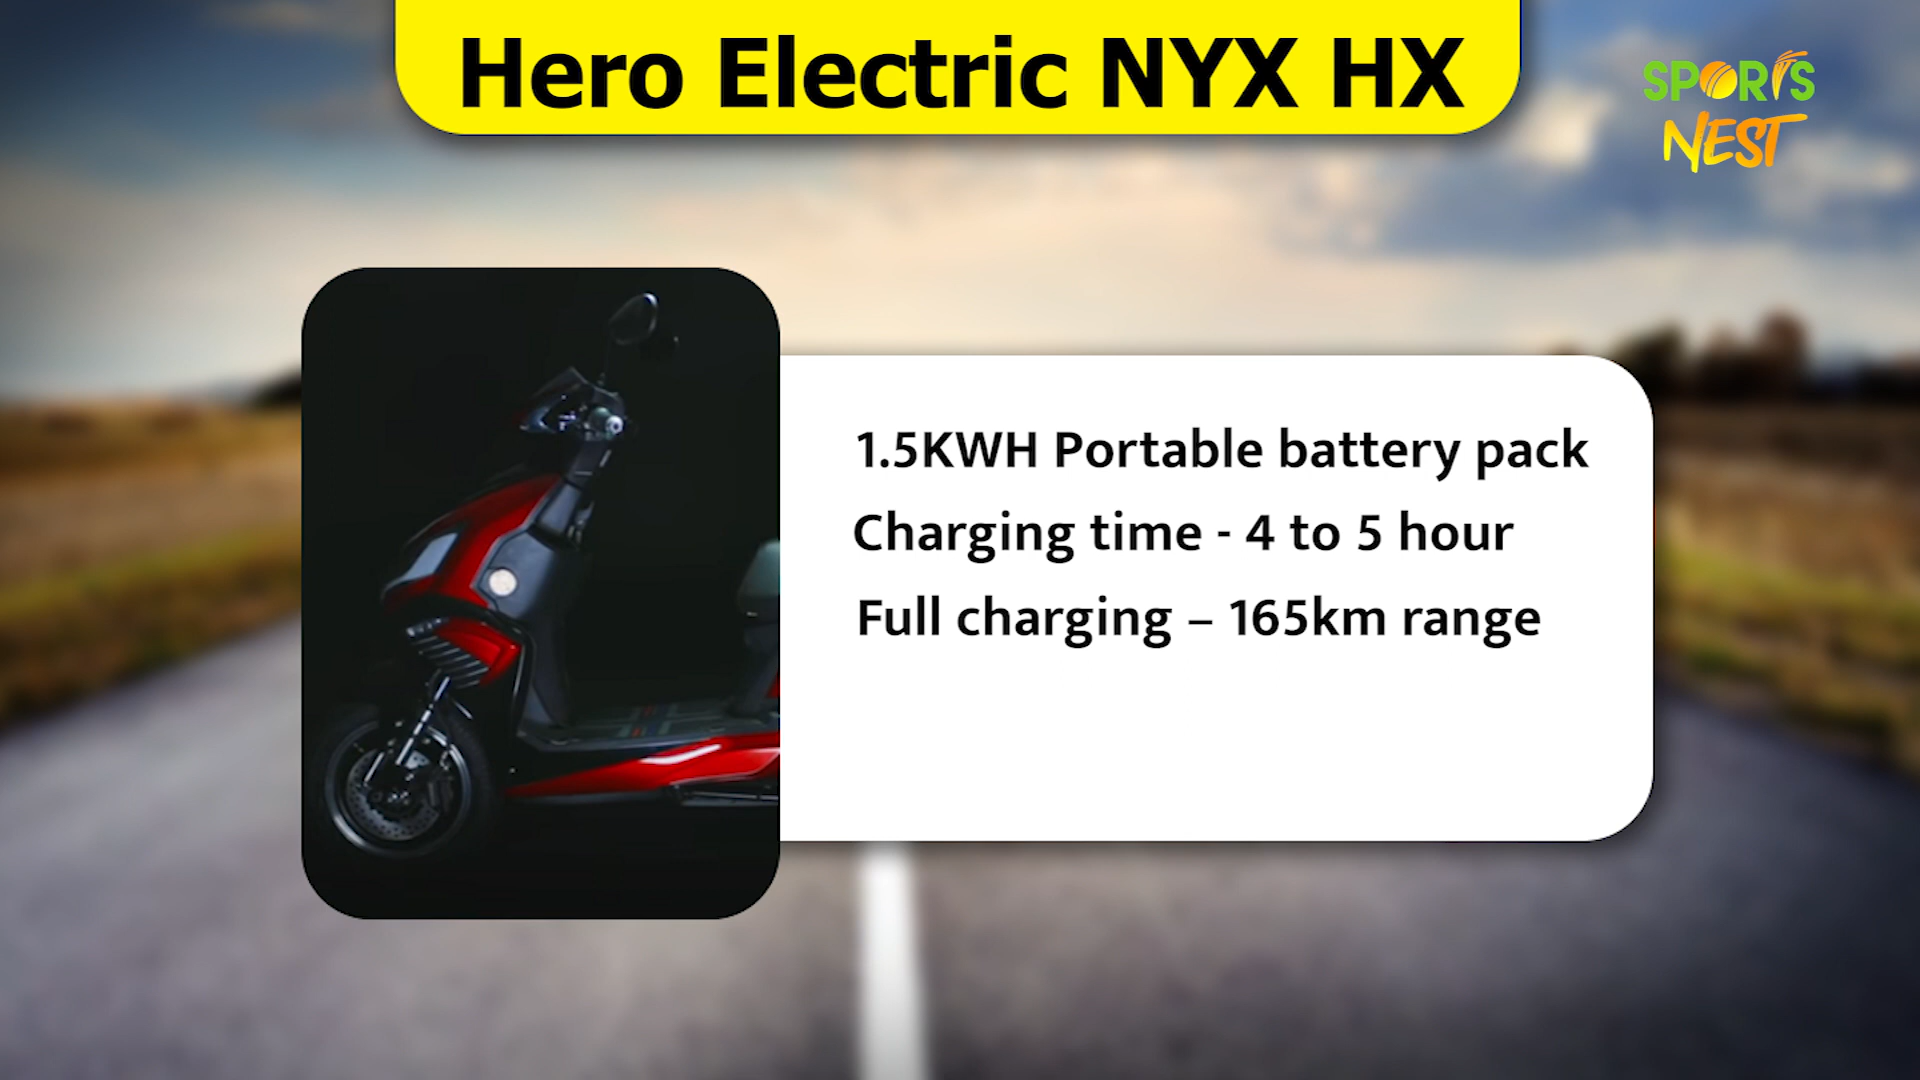 Hero Electric NYX HX
SPORTS
NEST
1.5KWH Portable battery pack
Charging time - 4 to 5 hour
Full charging – 165km range